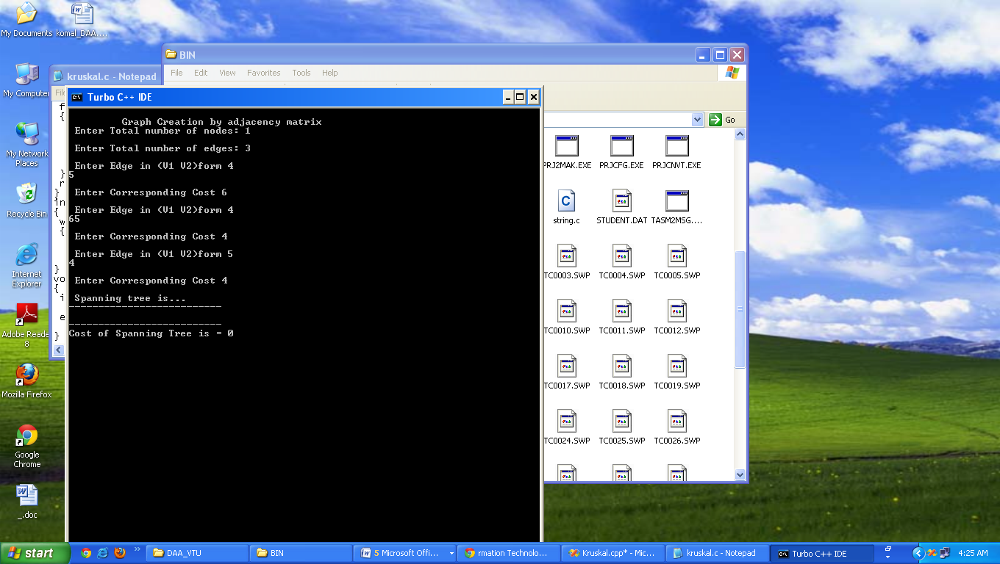 My Documents
komal_DAA....
My Computer
My Network
Places
Recycle Bin
Internet
Explorer
Adobe Reade
8
Mozilla Firefox
Google
Chrome
_.doc
BIN
File Edit View Favorites Tools Help
Go
kruskal.c - Notepad
Fil
f
{
}
r
}
in
{
w
{
}
vo
{
i
e
}
Turbo C++ IDE
Graph Creation by adjacency matrix
Enter Total number of nodes: 1
Enter Total number of edges: 3
Enter Edge in (V1 V2)form 4
5
Enter Corresponding Cost 6
Enter Edge in (V1 V2)form 4
65
Enter Corresponding Cost 4
Enter Edge in (V1 V2)form 5
4
Enter Corresponding Cost 4
Spanning tree is...
--------------------------
--------------------------
Cost of Spanning Tree is = 0
PRJ2MAK.EXE PRJCFG.EXE PRJCNVT.EXE
string.c STUDENT.DAT TASM2MSG....
TC0003.SWP TC0004.SWP TC0005.SWP
TC0010.SWP TC0011.SWP TC0012.SWP
TC0017.SWP TC0018.SWP TC0019.SWP
TC0024.SWP TC0025.SWP TC0026.SWP
start
DAA_VTU
BIN
5 Microsoft Offi...
rmation Technolo...
Kruskal.cpp* - Mic...
kruskal.c - Notepad
Turbo C++ IDE
4:25 AM